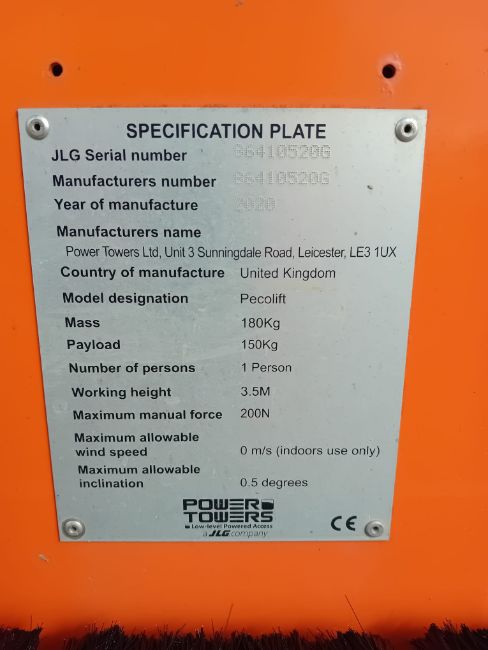 SPECIFICATION PLATE
JLG Serial number 06410520G
Manufacturers number 06410520G
Year of manufacture 2020
Manufacturers name
Power Towers Ltd, Unit 3 Sunningdale Road, Leicester, LE3 1UX
Country of manufacture United Kingdom
Model designation Pecolift
Mass 180Kg
Payload 150Kg
Number of persons 1 Person
Working height 3.5M
Maximum manual force 200N
Maximum allowable
wind speed 0 m/s (indoors use only)
Maximum allowable
inclination 0.5 degrees
POWER
TOWERS
Low-level Powered Access
a JLG company
CE